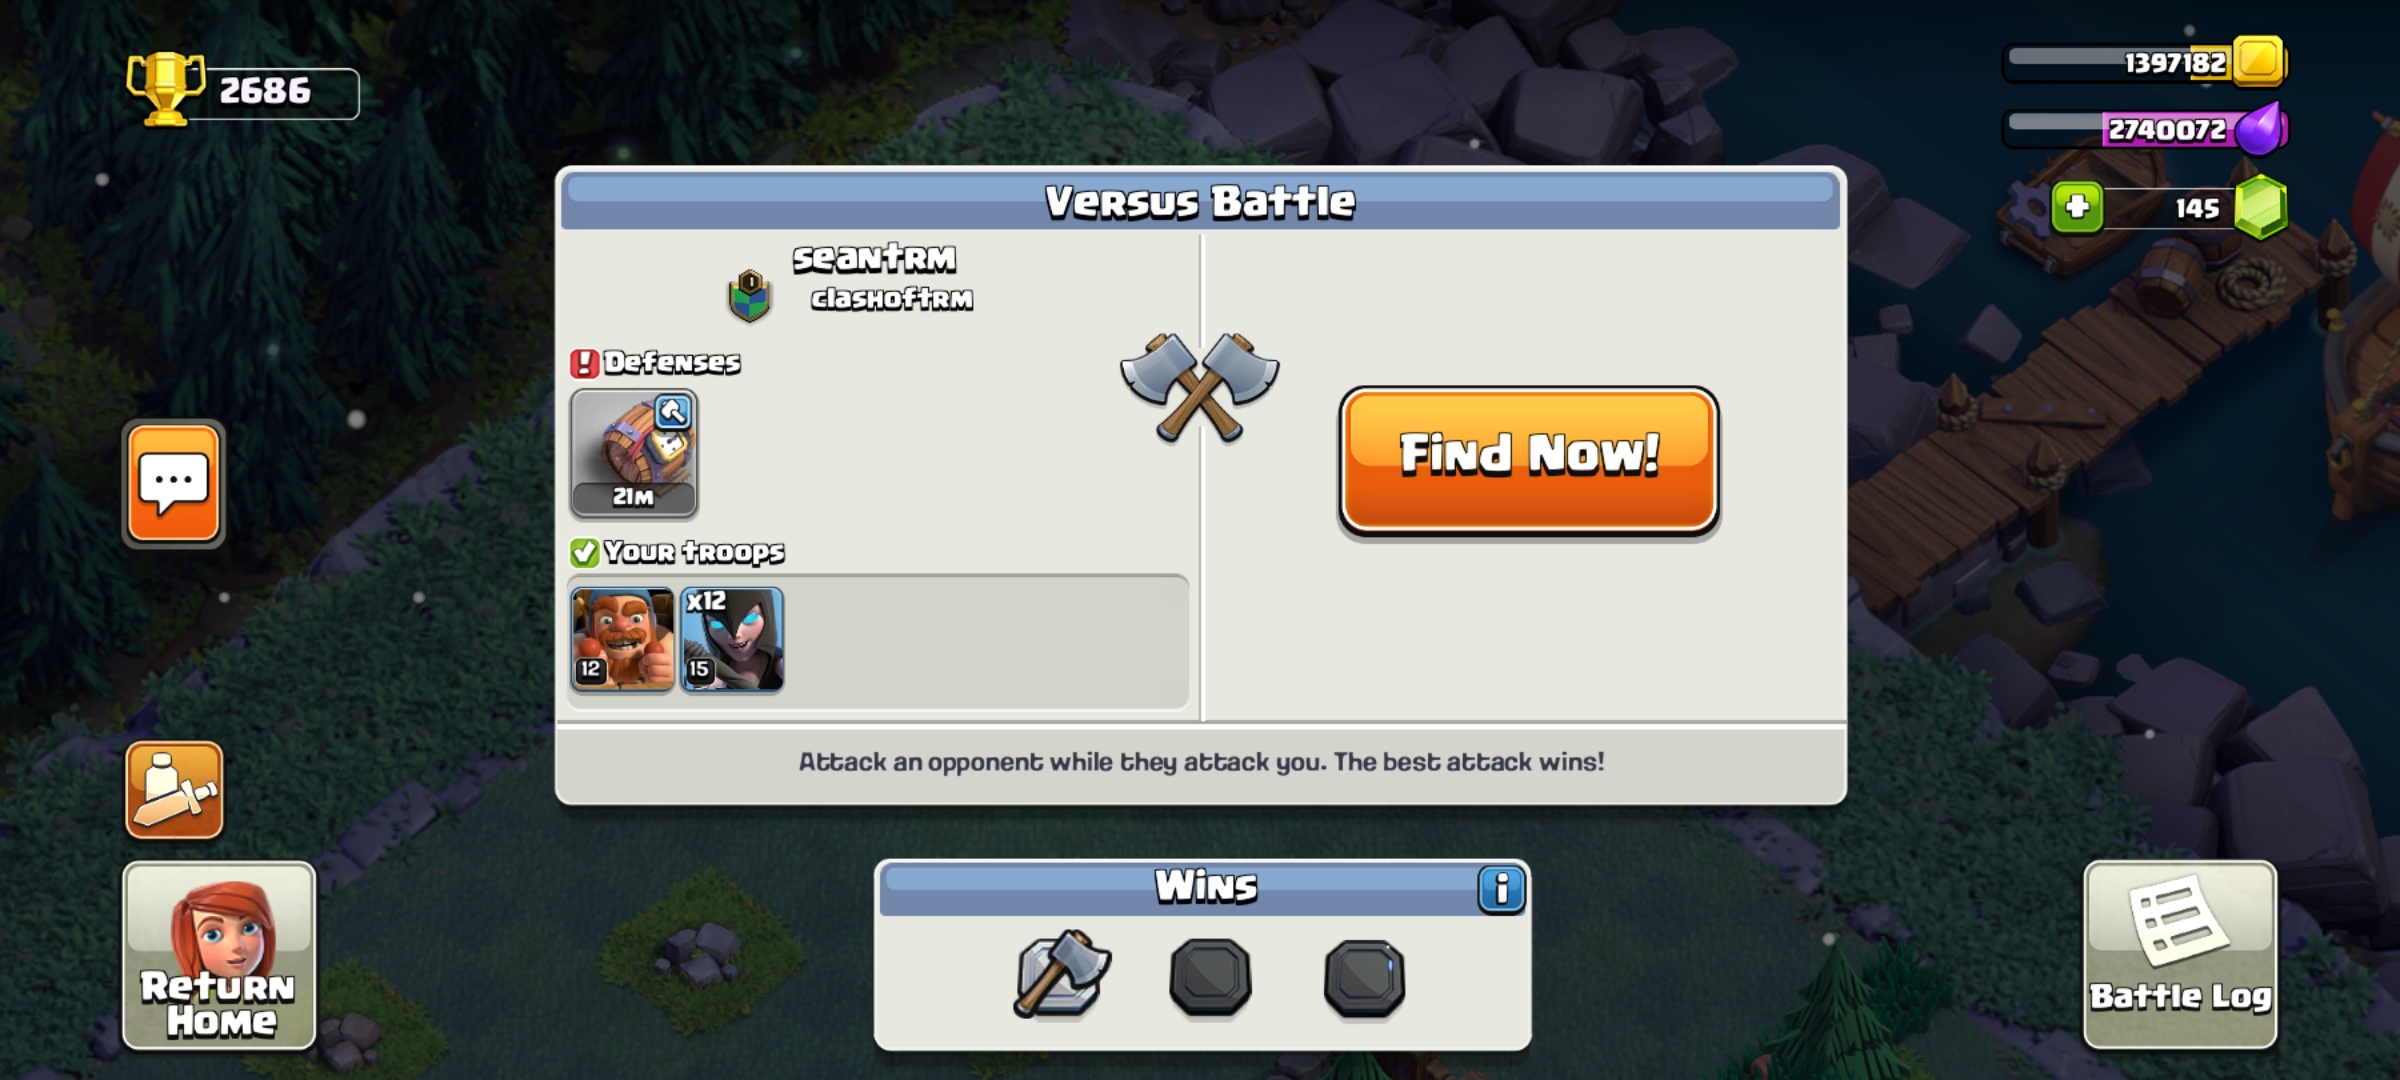 2686
1397182
2740072
145
Versus Battle
seantrm
clashoftrm
! Defenses
21m
Find Now!
Your troops
12
x12
15
Attack an opponent while they attack you. The best attack wins!
Wins
i
Return
Home
Battle Log